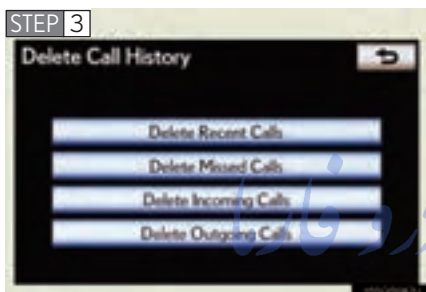 STEP 3
Delete Call History
Delete Recent Calls
Delete Missed Calls
Delete Incoming Calls
Delete Outgoing Calls